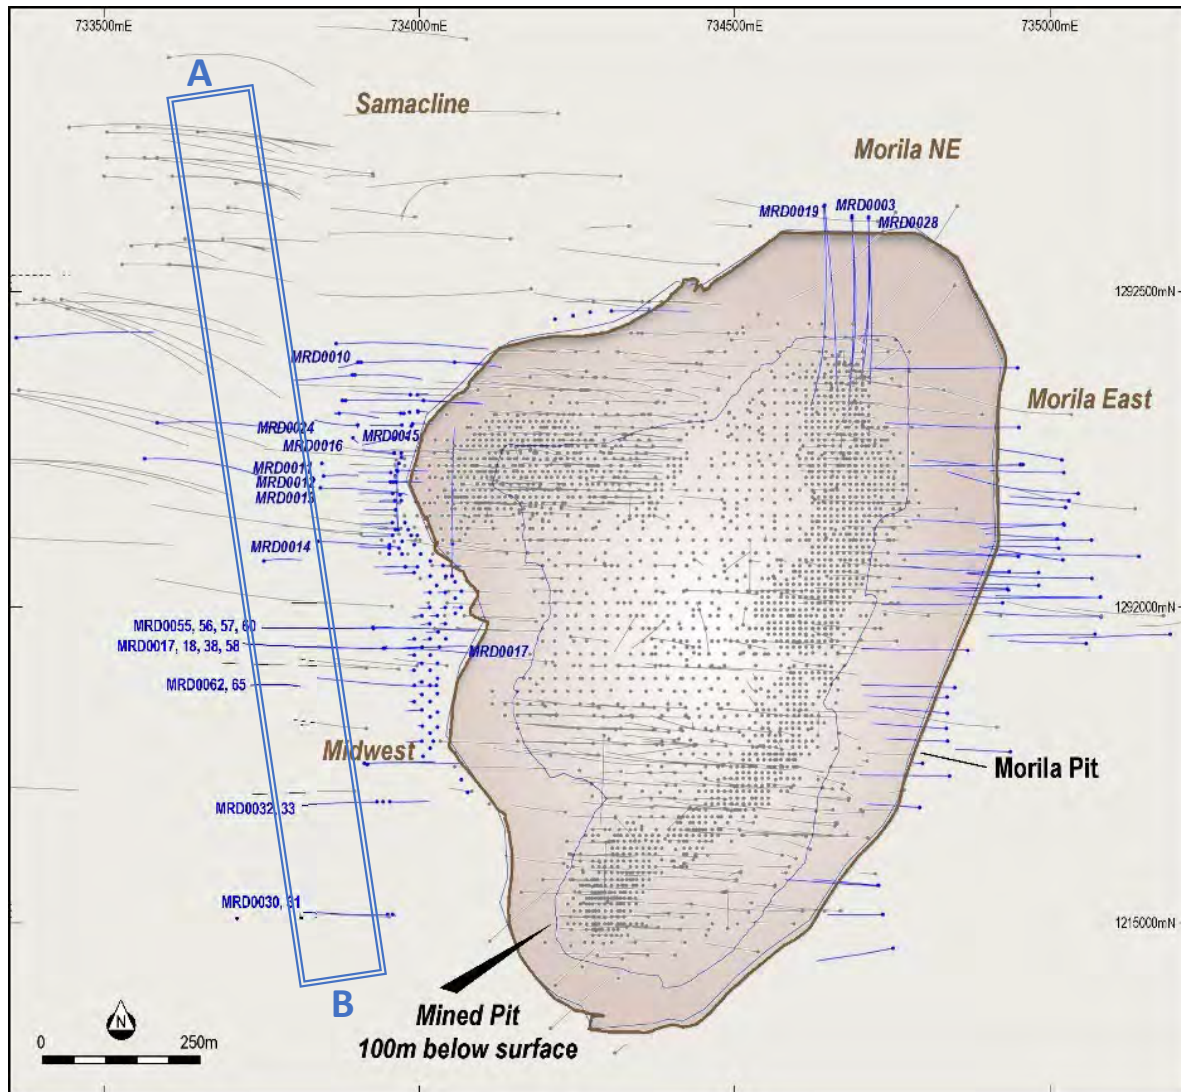 733500mE 734000mE 734500mE 735000mE
A
Samacline
Morila NE
MRD0019 MRD0003
MRD0028
1292500mN
MRD0010
Morila East
MRD0024 MRD0015
MRD0016
MRD0011
MRD0012
MRD0013
MRD0014
1292000mN
MRD0055, 56, 57, 60
MRD0017, 18, 38, 58 MRD0017
MRD0062, 65
Midwest
Morila Pit
MRD0032, 33
MRD0030, 31
1215000mN
B
Mined Pit
100m below surface
N
0 250m